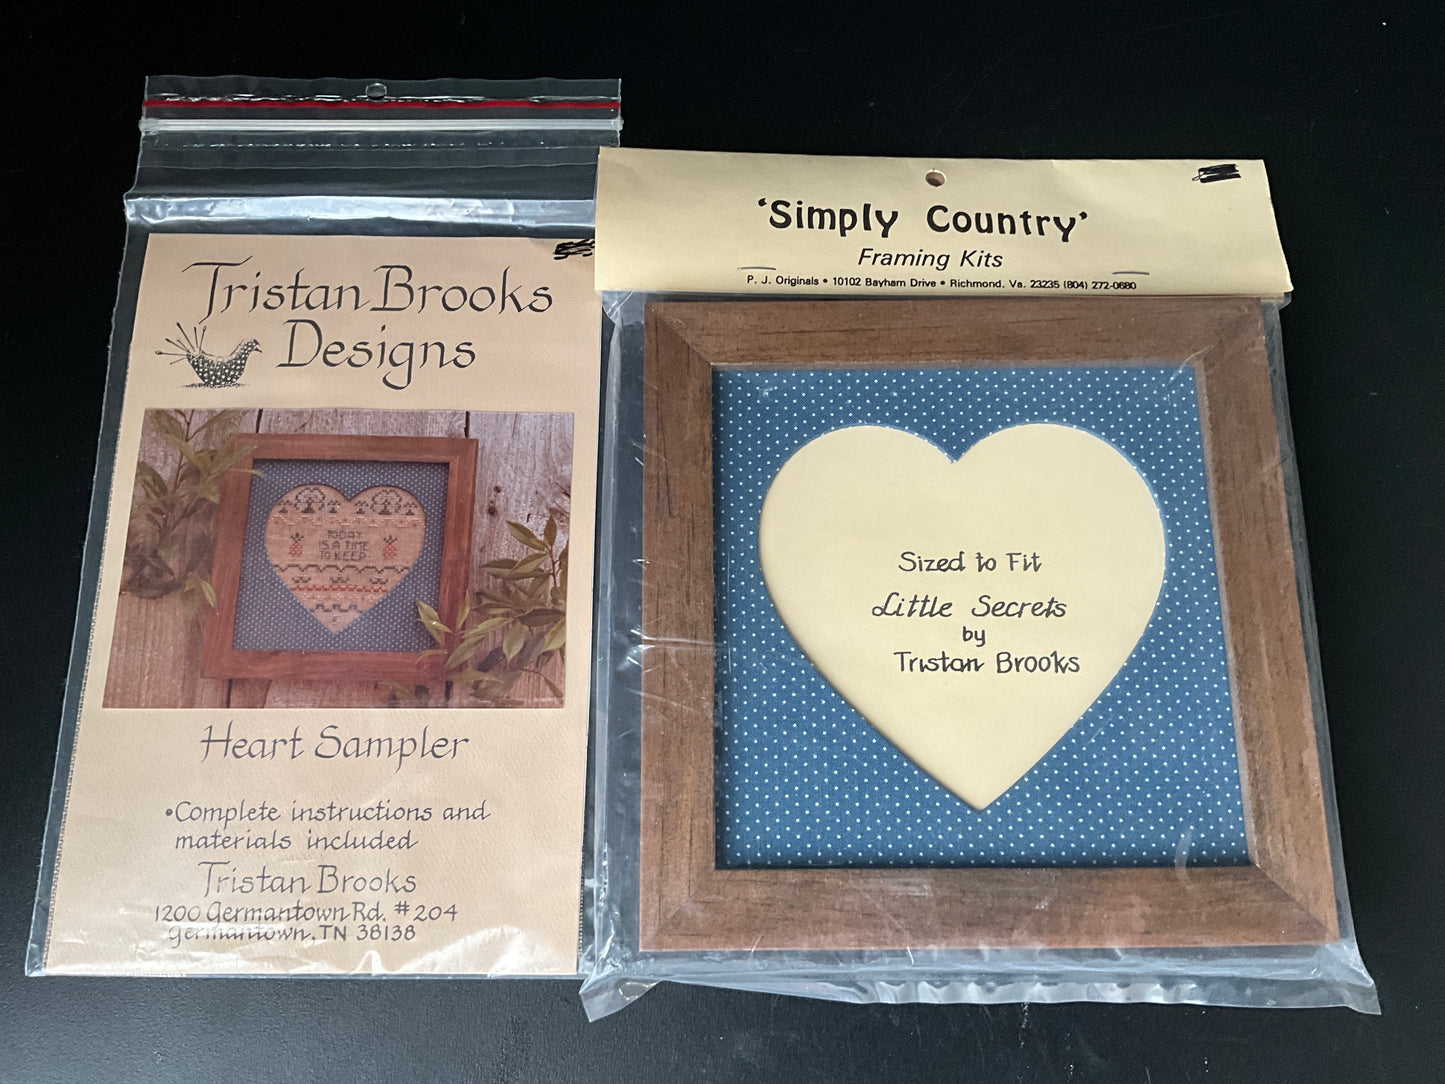 Tristan Brooks
Designs
TODAY
IS A TIME
TO KEEP
Heart Sampler
•Complete instructions and
materials included
Tristan Brooks
1200 Germantown Rd. #204
Germantown, TN 38138
'Simply Country'
Framing Kits
P. J. Originals • 10102 Bayham Drive • Richmond, Va. 23235 (804) 272-0680
Sized to Fit
Little Secrets
by
Tristan Brooks